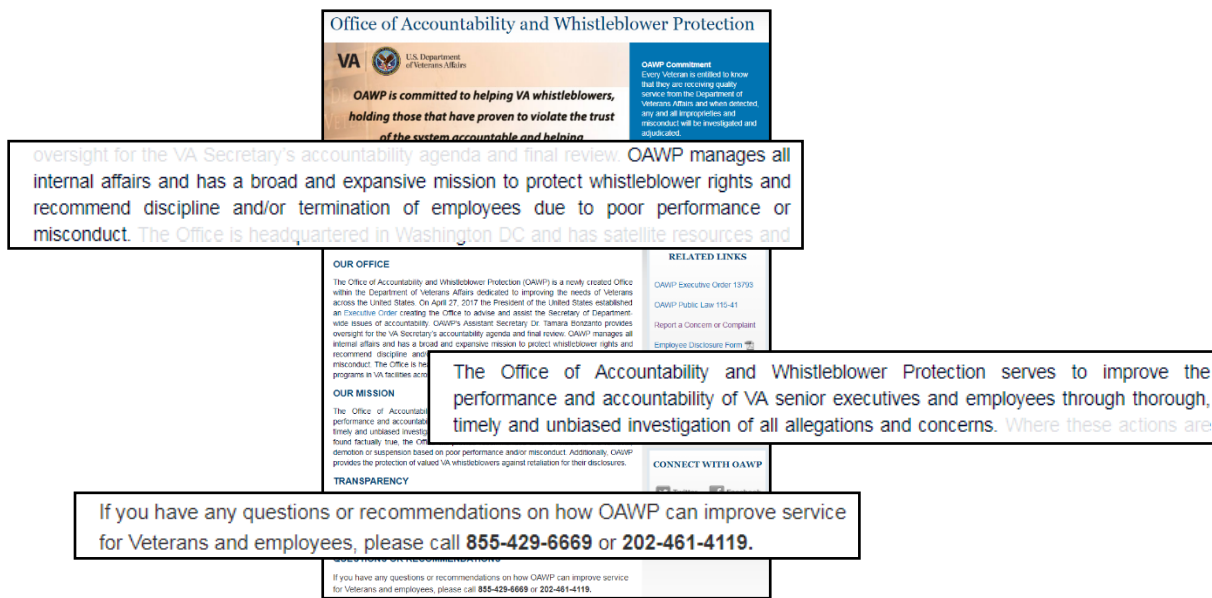 Office of Accountability and Whistleblower Protection
VA
U.S. Department
of Veterans Affairs
OAWP is committed to helping VA whistleblowers,
holding those that have proven to violate the trust
of the system accountable and helping
OAWP Commitment
Every Veteran is entitled to know
that they are receiving quality
service from the Department of
Veterans Affairs and when detected,
any and all improprieties and
misconduct will be investigated and
adjudicated.
oversight for the VA Secretary's accountability agenda and final review. OAWP manages all
internal affairs and has a broad and expansive mission to protect whistleblower rights and
recommend discipline and/or termination of employees due to poor performance or
misconduct. The Office is headquartered in Washington DC and has satellite resources and
OUR OFFICE
The Office of Accountability and Whistleblower Protection (OAWP) is a newly created Office
within the Department of Veterans Affairs dedicated to improving the needs of Veterans
across the United States. On April 27, 2017 the President of the United States established
an Executive Order creating the Office to advise and assist the Secretary of Department-
wide issues of accountability. OAWP's Assistant Secretary Dr. Tamara Bonzanto provides
oversight for the VA Secretary's accountability agenda and final review. OAWP manages all
internal affairs and has a broad and expansive mission to protect whistleblower rights and
recommend discipline
misconduct. The Office is
programs in VA facilities
RELATED LINKS
OAWP Executive Order 13793
OAWP Public Law 115-41
Report a Concern or Complaint
Employee Disclosure Form
The Office of Accountability and Whistleblower Protection serves to improve the
performance and accountability of VA senior executives and employees through thorough,
timely and unbiased investigation of all allegations and concerns. Where these actions are
OUR MISSION
The Office of
performance and
timely and unbiased
found factually true, the
demotion or suspension based on poor performance and/or misconduct. Additionally, OAWP
provides the protection of valued VA whistleblowers against retaliation for their disclosures.
TRANSPARENCY
CONNECT WITH OAWP
If you have any questions or recommendations on how OAWP can improve service
for Veterans and employees, please call 855-429-6669 or 202-461-4119.
QUESTIONS OR RECOMMENDATIONS
If you have any questions or recommendations on how OAWP can improve service
for Veterans and employees, please call 855-429-6669 or 202-461-4119.